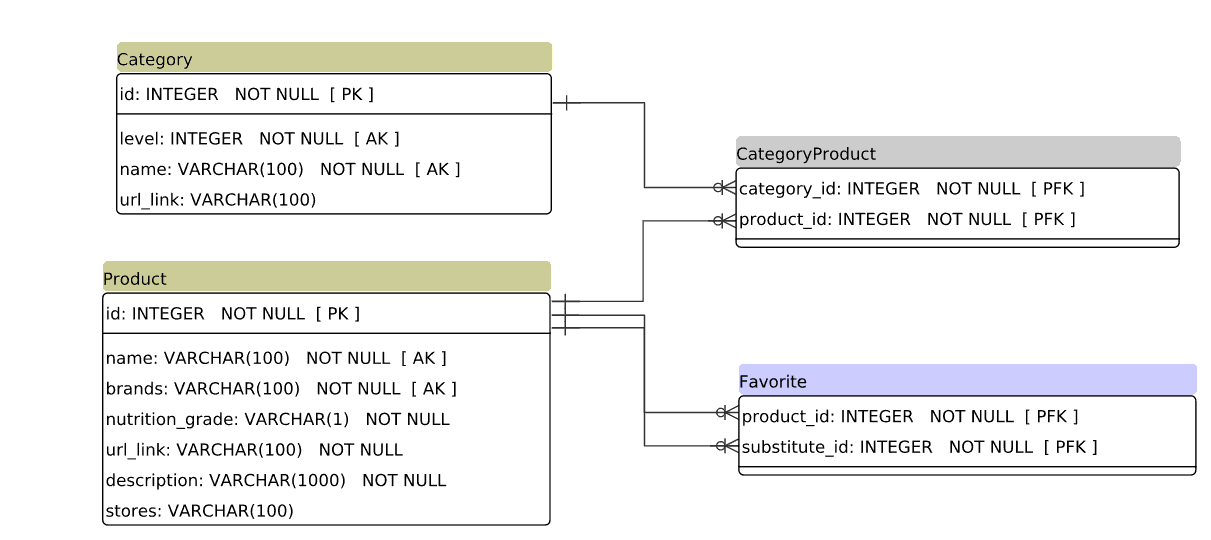 Category
id: INTEGER NOT NULL [ PK ]
level: INTEGER NOT NULL [ AK ]
name: VARCHAR(100) NOT NULL [ AK ]
url_link: VARCHAR(100)
CategoryProduct
category_id: INTEGER NOT NULL [ PFK ]
product_id: INTEGER NOT NULL [ PFK ]
Product
id: INTEGER NOT NULL [ PK ]
name: VARCHAR(100) NOT NULL [ AK ]
brands: VARCHAR(100) NOT NULL [ AK ]
nutrition_grade: VARCHAR(1) NOT NULL
url_link: VARCHAR(100) NOT NULL
description: VARCHAR(1000) NOT NULL
stores: VARCHAR(100)
Favorite
product_id: INTEGER NOT NULL [ PFK ]
substitute_id: INTEGER NOT NULL [ PFK ]